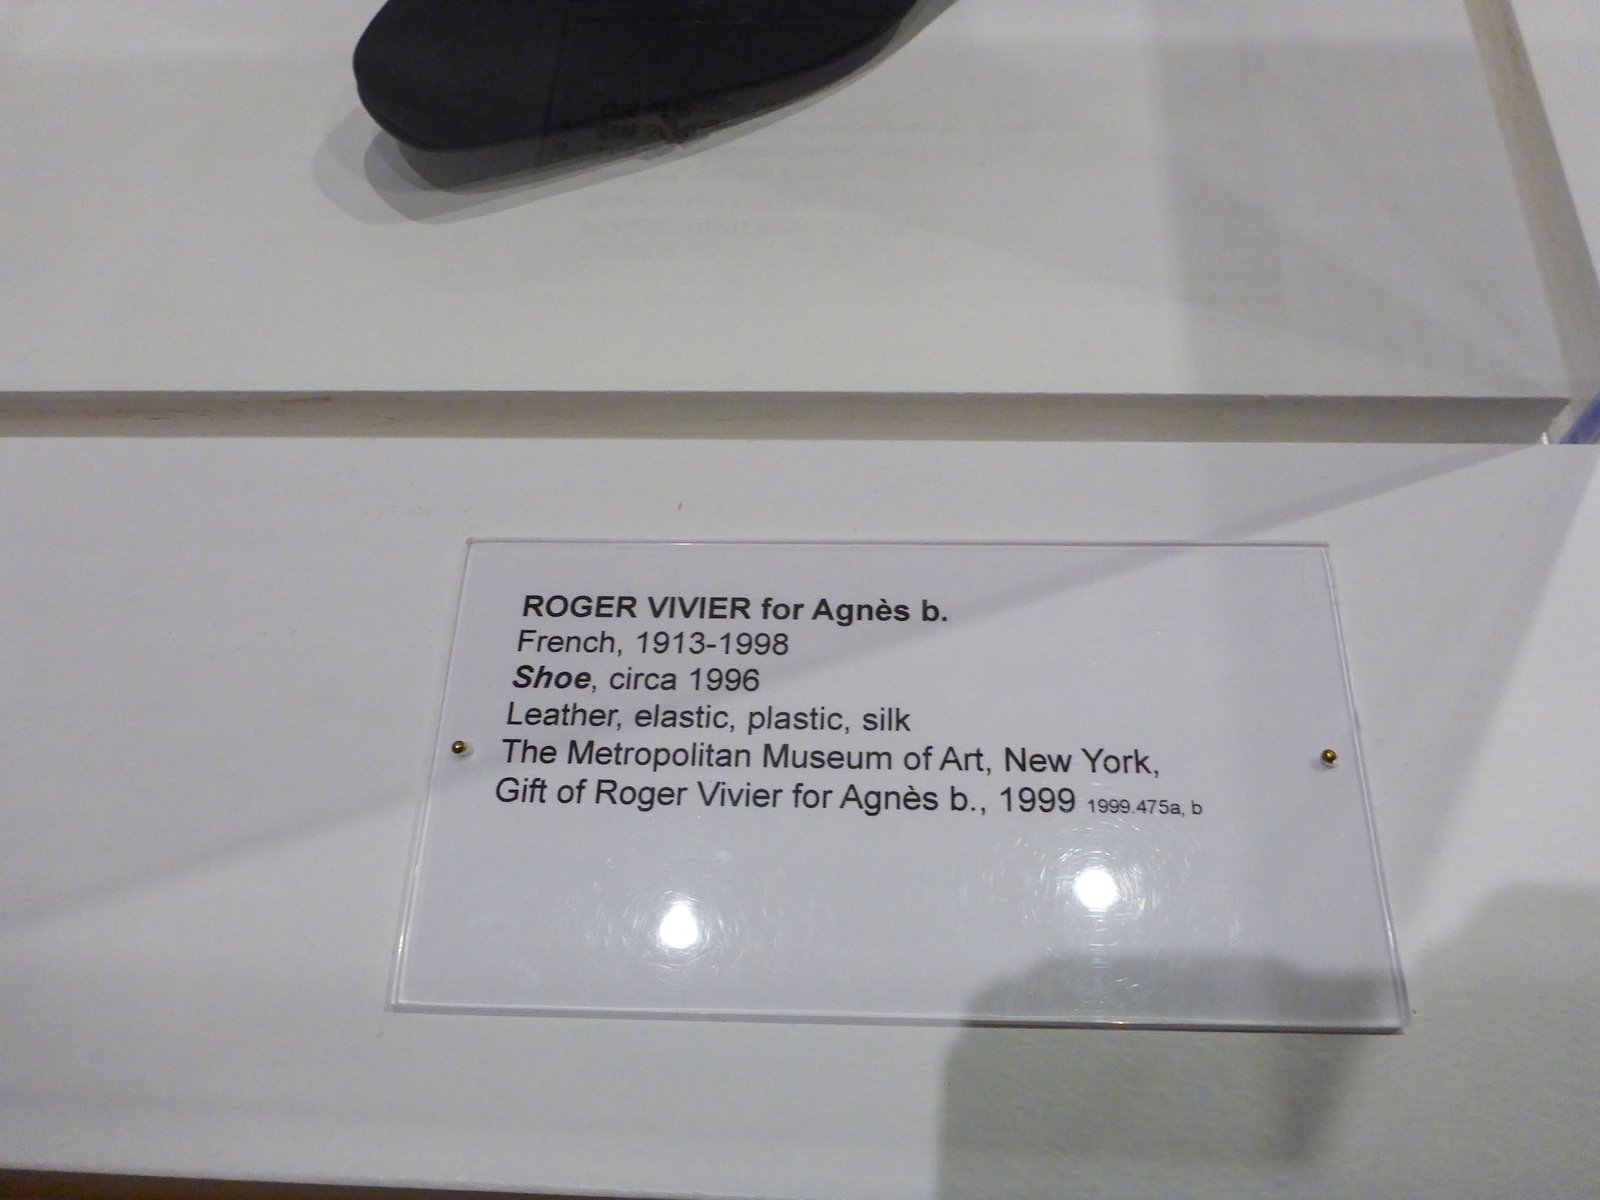 ROGER VIVIER for Agnès b.
French, 1913-1998
Shoe, circa 1996
Leather, elastic, plastic, silk
The Metropolitan Museum of Art, New York,
Gift of Roger Vivier for Agnès b., 1999 1999.475a, b